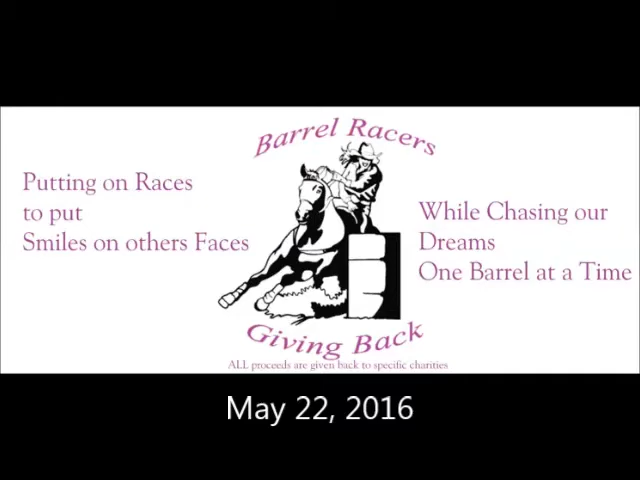 Barrel Racers
Putting on Races
to put
Smiles on others Faces
While Chasing our
Dreams
One Barrel at a Time
Giving Back
ALL proceeds are given back to specific charities
May 22, 2016